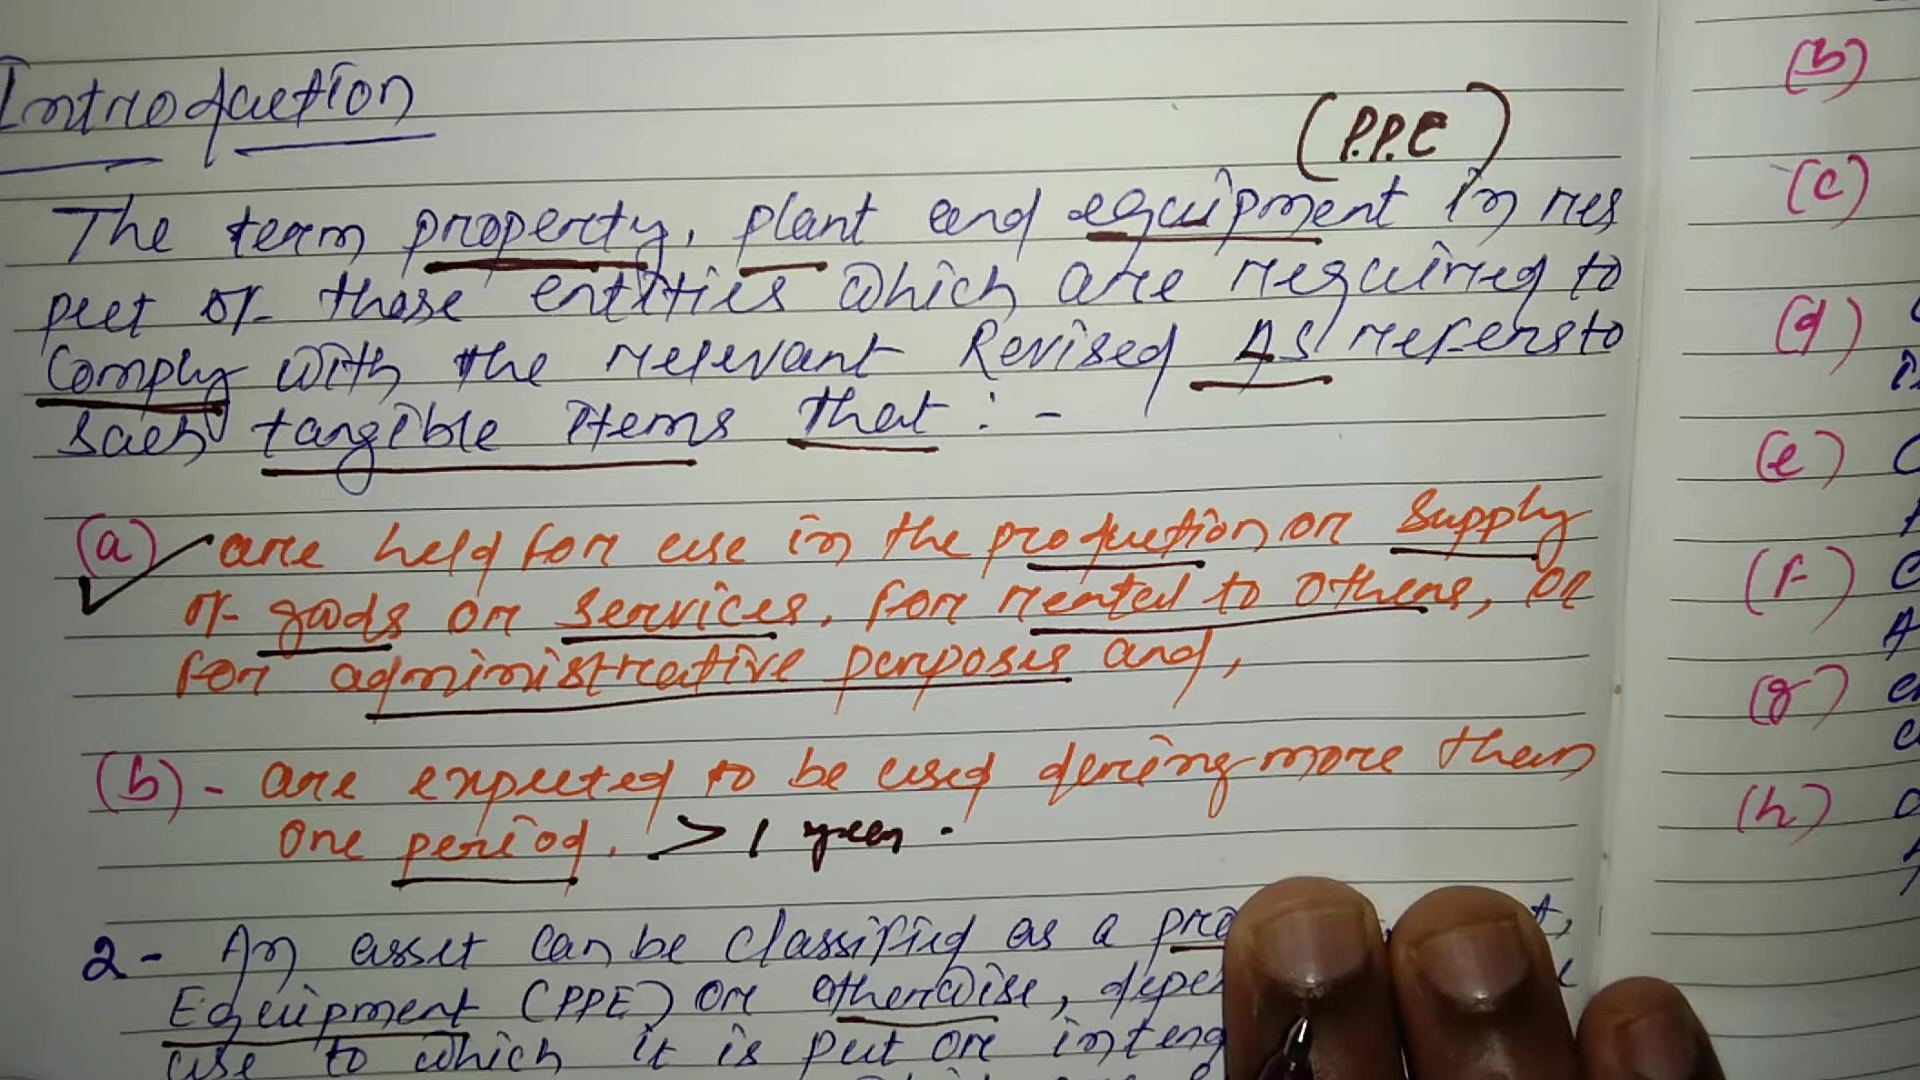 Introduction
(P.P.E)
The term property, plant and equipment in res
pect of those entities which are required to
Comply with the relevant Revised AS refers to
such tangible items that : -
(a) are held for use in the production or supply
of goods or services, for rental to others, or
for administrative purposes and,
(b) - are expected to be used during more than
one period. > 1 year.
2 - An asset can be classified as a
Equipment (PPE) or otherwise,
use to which it is put or
(b)
(c)
(d)
(e)
(f)
(g)
(h)